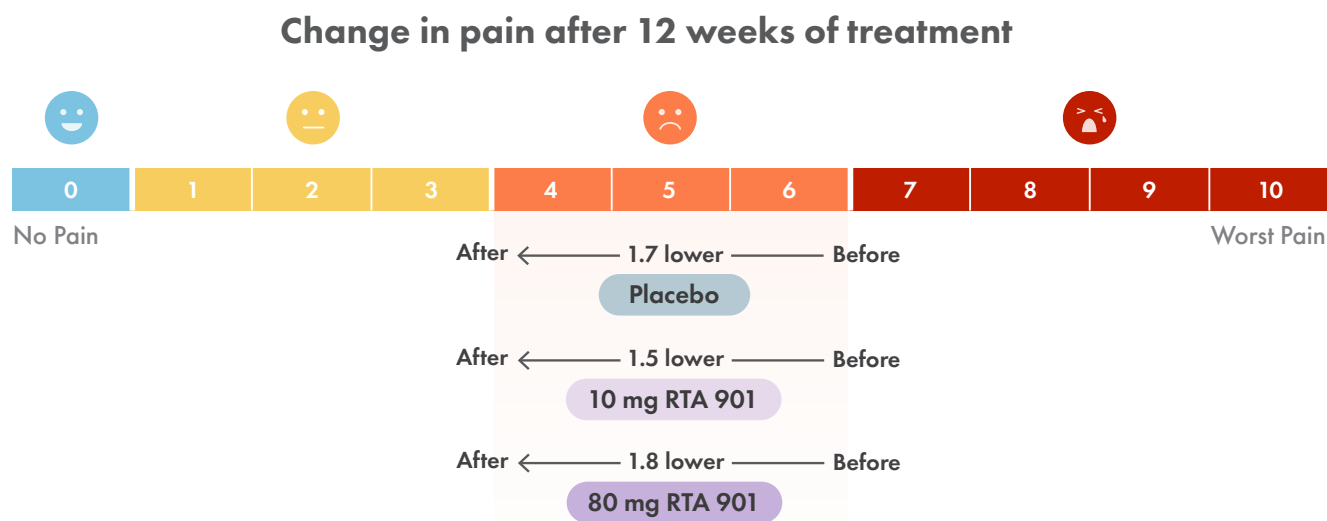 Change in pain after 12 weeks of treatment
0 1 2 3 4 5 6 7 8 9 10
No Pain Worst Pain
After 1.7 lower Before
Placebo
After 1.5 lower Before
10 mg RTA 901
After 1.8 lower Before
80 mg RTA 901